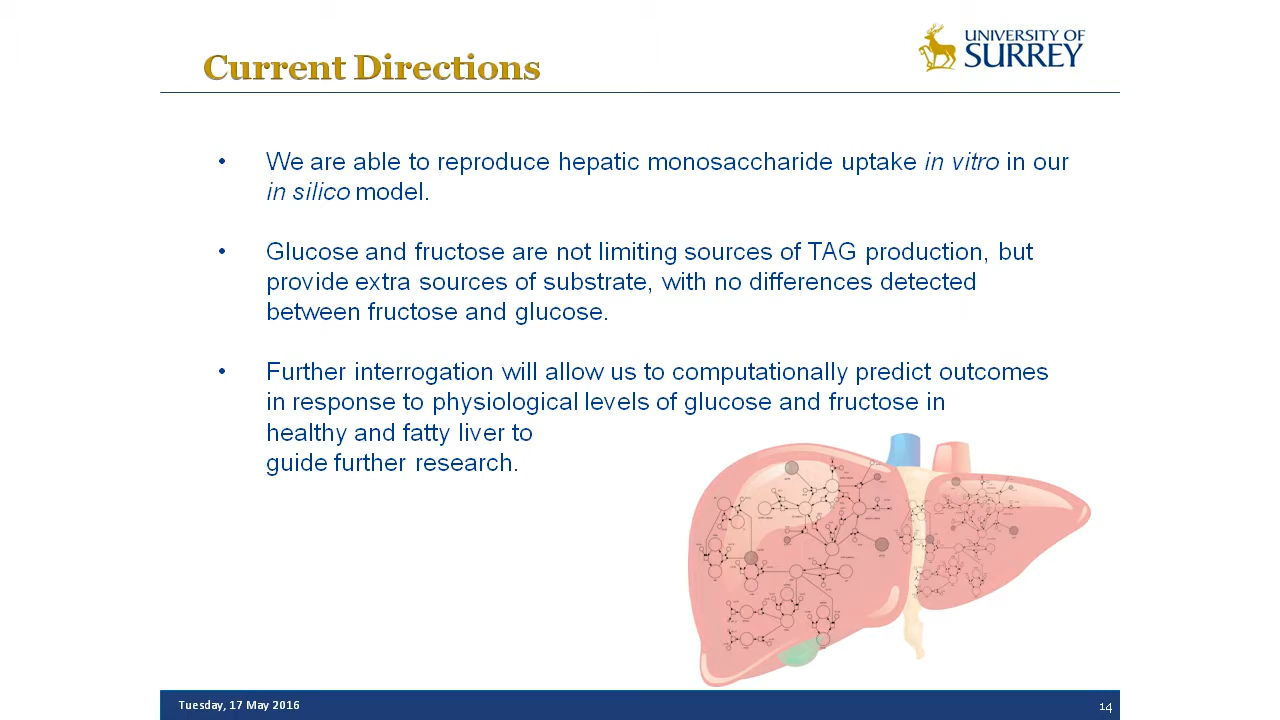 UNIVERSITY OF
SURREY
Current Directions
• We are able to reproduce hepatic monosaccharide uptake in vitro in our
in silico model.
• Glucose and fructose are not limiting sources of TAG production, but
provide extra sources of substrate, with no differences detected
between fructose and glucose.
• Further interrogation will allow us to computationally predict outcomes
in response to physiological levels of glucose and fructose in
healthy and fatty liver to
guide further research.
Tuesday, 17 May 2016
14